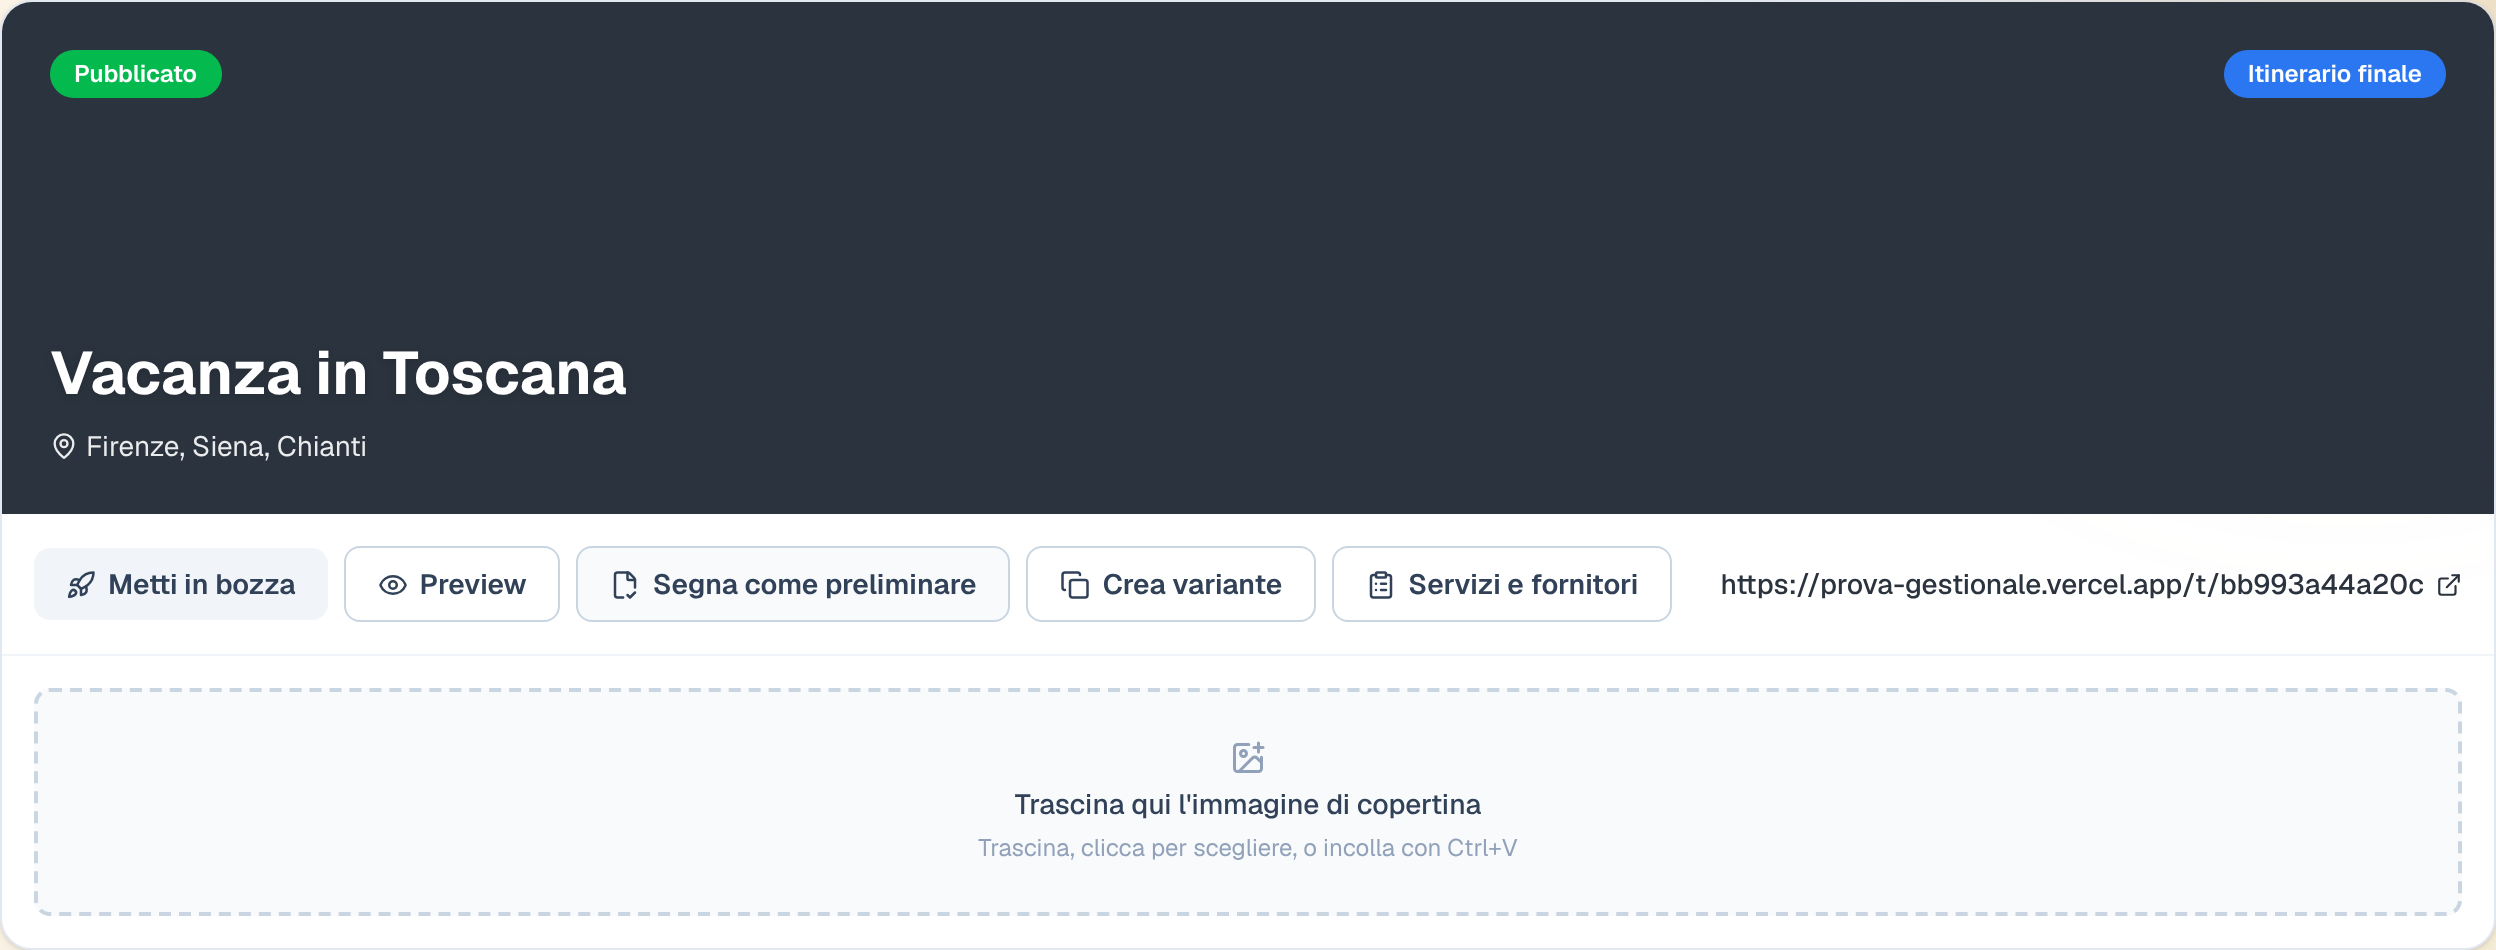 Pubblicato
Itinerario finale
Vacanza in Toscana
Firenze, Siena, Chianti
Metti in bozza
Preview
Segna come preliminare
Crea variante
Servizi e fornitori
https://prova-gestionale.vercel.app/t/bb993a44a20c
Trascina qui l'immagine di copertina
Trascina, clicca per scegliere, o incolla con Ctrl+V